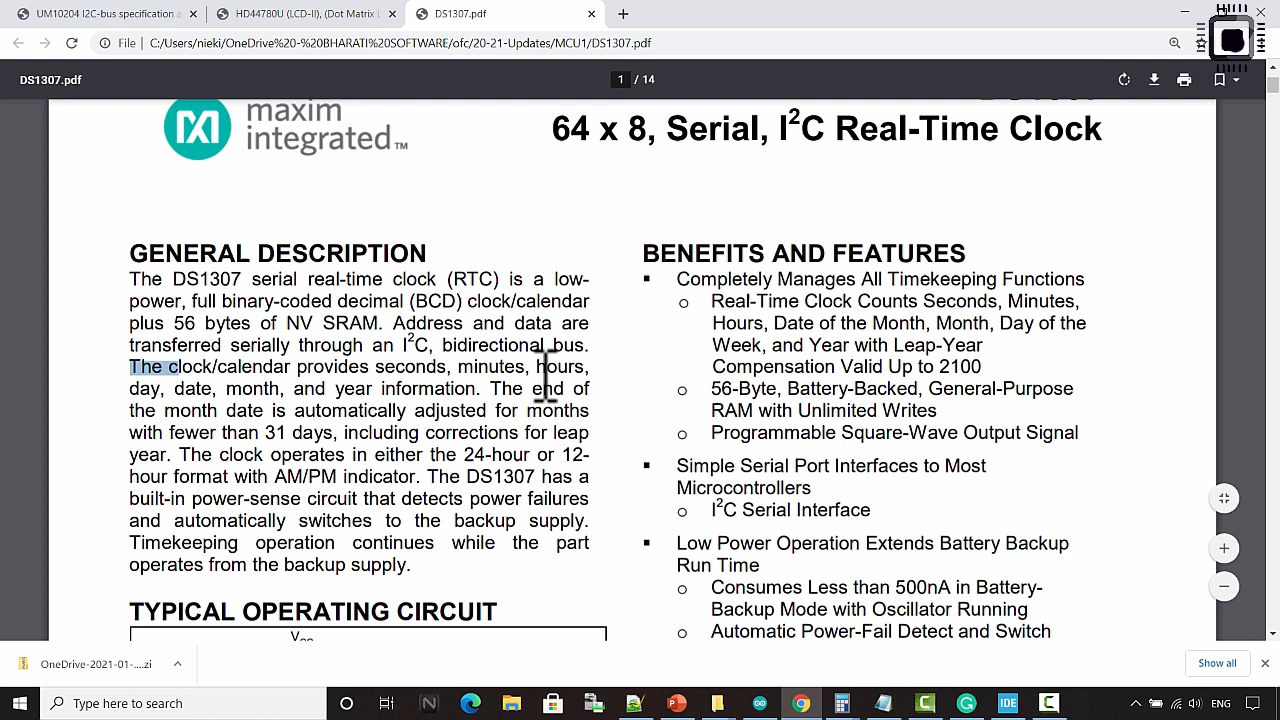 UM10204 I2C-bus specification a
HD44780U (LCD-II), (Dot Matrix L
DS1307.pdf
File
C:/Users/nieki/OneDrive%20-%20BHARATI%20SOFTWARE/ofc/20-21-Updated/MCU1/DS1307.pdf
DS1307.pdf
1 / 14
maxim
integrated™
64 x 8, Serial, I2C Real-Time Clock
GENERAL DESCRIPTION
The DS1307 serial real-time clock (RTC) is a low-
power, full binary-coded decimal (BCD) clock/calendar
plus 56 bytes of NV SRAM. Address and data are
transferred serially through an I2C, bidirectional bus.
The clock/calendar provides seconds, minutes, hours,
day, date, month, and year information. The end of
the month date is automatically adjusted for months
with fewer than 31 days, including corrections for leap
year. The clock operates in either the 24-hour or 12-
hour format with AM/PM indicator. The DS1307 has a
built-in power-sense circuit that detects power failures
and automatically switches to the backup supply.
Timekeeping operation continues while the part
operates from the backup supply.
TYPICAL OPERATING CIRCUIT
VCC
BENEFITS AND FEATURES
▪ Completely Manages All Timekeeping Functions
o Real-Time Clock Counts Seconds, Minutes,
Hours, Date of the Month, Month, Day of the
Week, and Year with Leap-Year
Compensation Valid Up to 2100
o 56-Byte, Battery-Backed, General-Purpose
RAM with Unlimited Writes
o Programmable Square-Wave Output Signal
▪ Simple Serial Port Interfaces to Most
Microcontrollers
o I2C Serial Interface
▪ Low Power Operation Extends Battery Backup
Run Time
o Consumes Less than 500nA in Battery-
Backup Mode with Oscillator Running
o Automatic Power-Fail Detect and Switch
OneDrive-2021-01-....zi
Show all
Type here to search
IDE
ENG